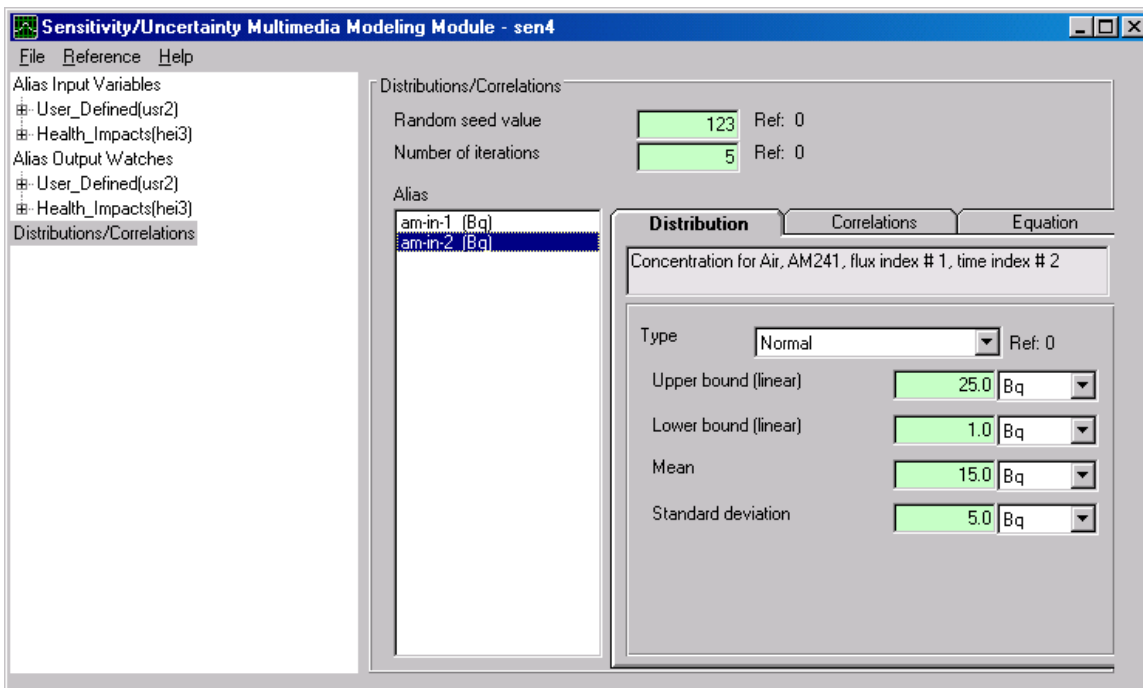 Sensitivity/Uncertainty Multimedia Modeling Module - sen4
File Reference Help
Alias Input Variables
User_Defined(usr2)
Health_Impacts(hei3)
Alias Output Watches
User_Defined(usr2)
Health_Impacts(hei3)
Distributions/Correlations
Distributions/Correlations
Random seed value 123 Ref: 0
Number of iterations 5 Ref: 0
Alias
am-in-1 (Bq)
am-in-2 (Bq)
Distribution Correlations Equation
Concentration for Air, AM241, flux index # 1, time index # 2
Type Normal Ref: 0
Upper bound (linear) 25.0 Bq
Lower bound (linear) 1.0 Bq
Mean 15.0 Bq
Standard deviation 5.0 Bq